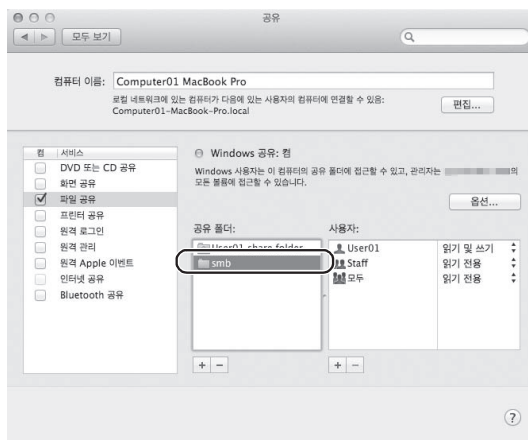 공유
모두 보기
컴퓨터 이름: Computer01 MacBook Pro
로컬 네트워크에 있는 컴퓨터가 다음에 있는 사용자의 컴퓨터에 연결할 수 있음:
Computer01-MacBook-Pro.local
편집...
켬 서비스
DVD 또는 CD 공유
화면 공유
파일 공유
프린터 공유
원격 로그인
원격 관리
원격 Apple 이벤트
인터넷 공유
Bluetooth 공유
Windows 공유: 켬
Windows 사용자는 이 컴퓨터의 공유 폴더에 접근할 수 있고, 관리자는 의
모든 볼륨에 접근할 수 있습니다.
옵션...
공유 폴더:
User01 share folder
smb
사용자:
User01 읽기 및 쓰기
Staff 읽기 전용
모두 읽기 전용
+ −
+ −
?